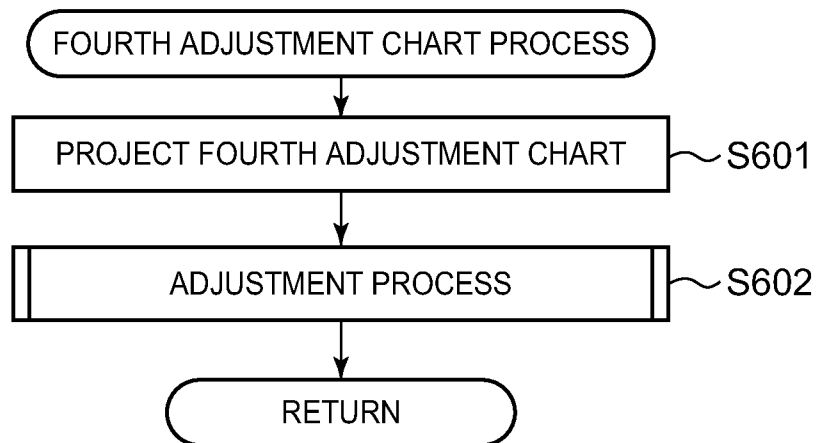 FOURTH ADJUSTMENT CHART PROCESS
PROJECT FOURTH ADJUSTMENT CHART
S601
ADJUSTMENT PROCESS
S602
RETURN